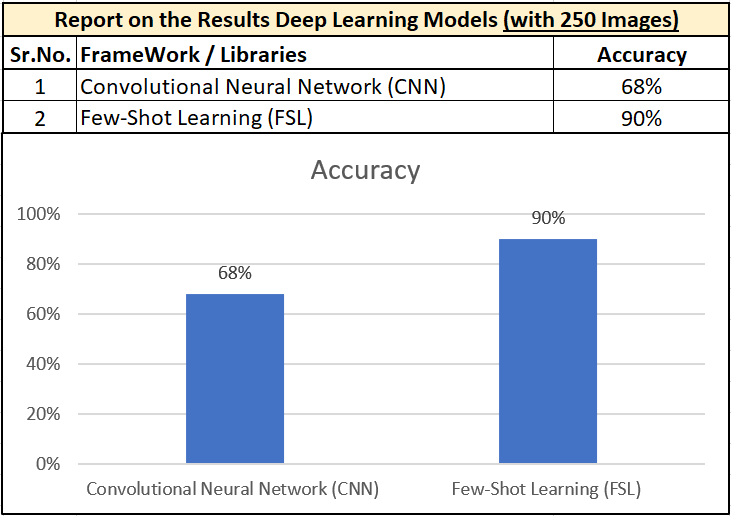 Report on the Results Deep Learning Models (with 250 Images)
Sr.No. FrameWork / Libraries Accuracy
1 Convolutional Neural Network (CNN) 68%
2 Few-Shot Learning (FSL) 90%
Accuracy
100%
90%
80%
68%
60%
40%
20%
0%
Convolutional Neural Network (CNN) Few-Shot Learning (FSL)